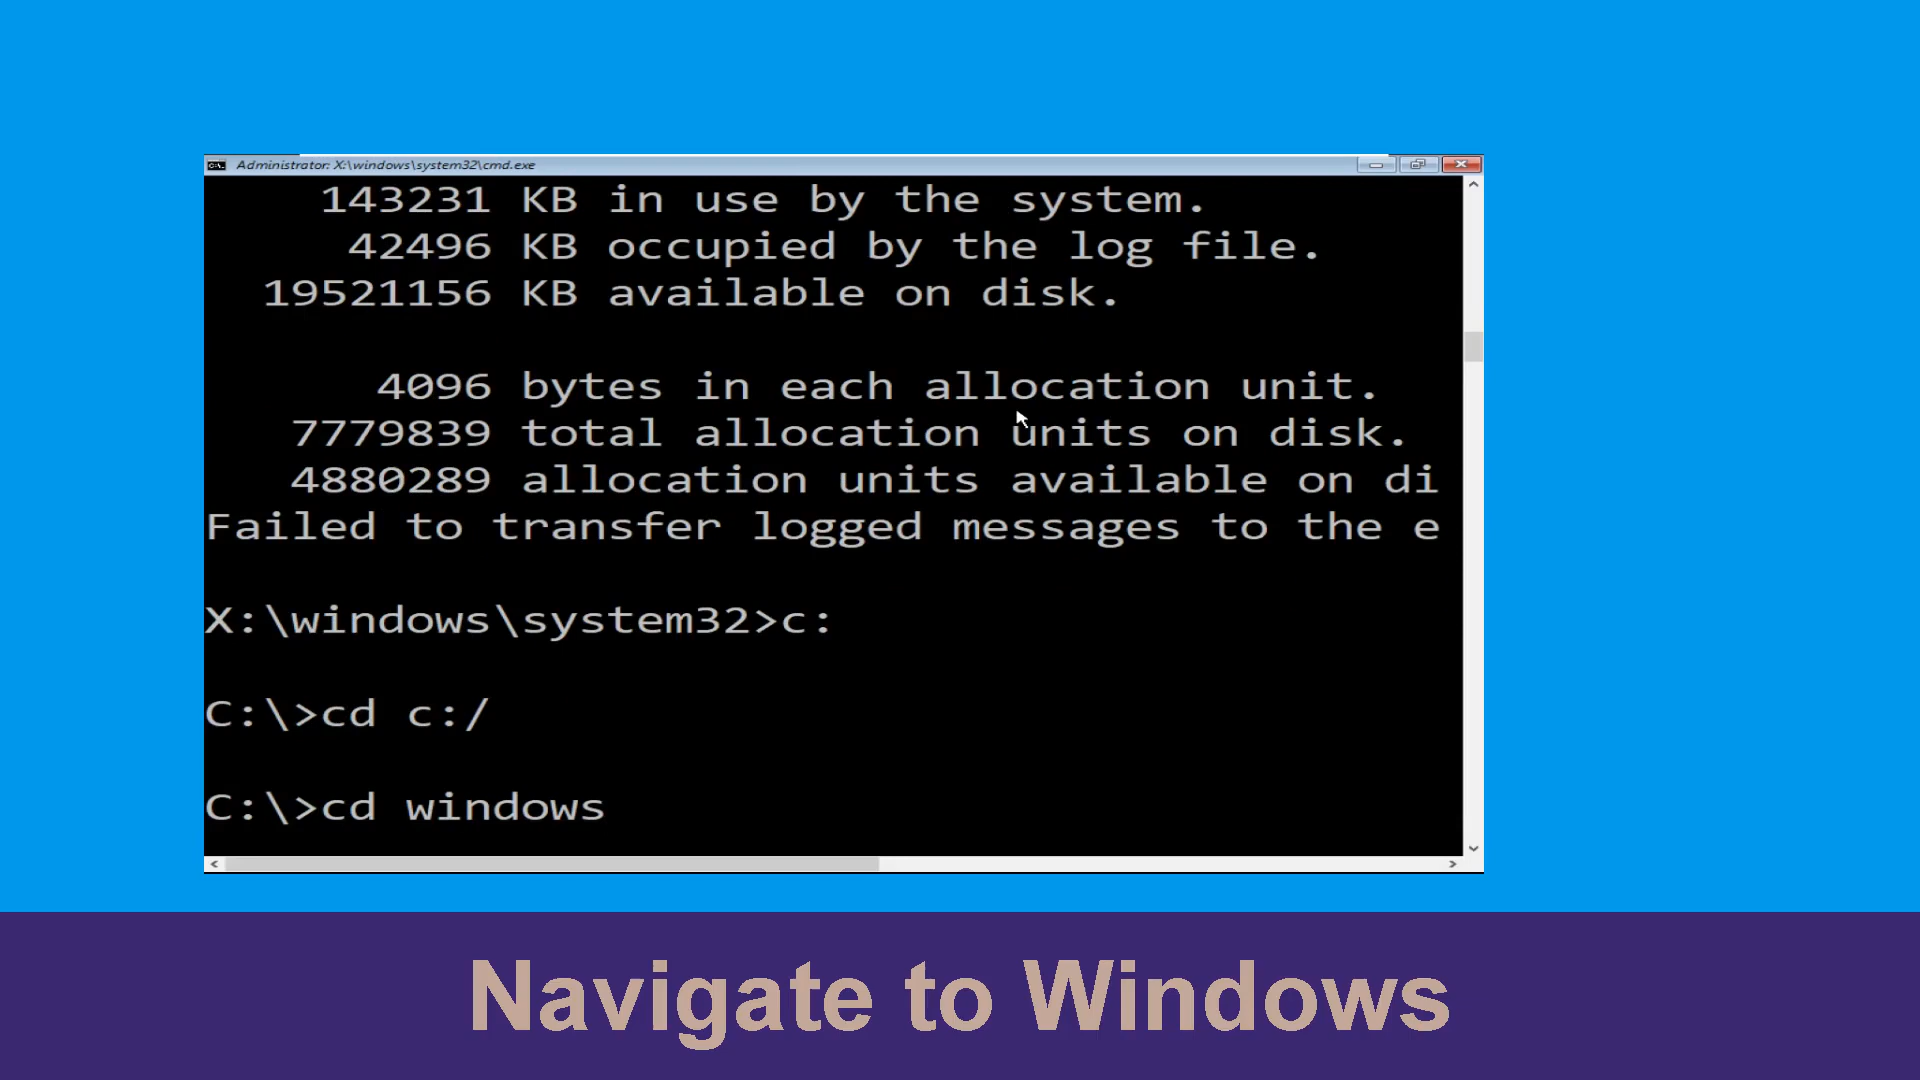 Administrator: X:\windows\system32\cmd.exe
143231 KB in use by the system.
42496 KB occupied by the log file.
19521156 KB available on disk.
4096 bytes in each allocation unit.
7779839 total allocation units on disk.
4880289 allocation units available on di
Failed to transfer logged messages to the e
X:\windows\system32>c:
C:\>cd c:/
C:\>cd windows
Navigate to Windows